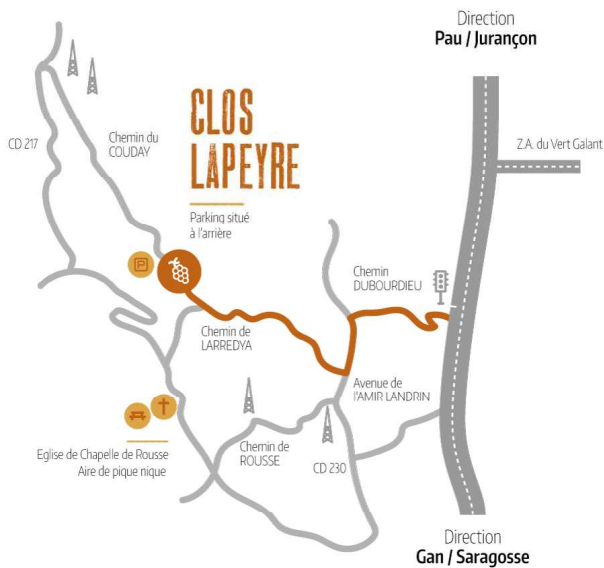 Direction
Pau / Jurançon
CLOS
LAPEYRE
CD 217
Chemin du
COUDAY
Z.A. du Vert Galant
Parking situé
à l'arrière
P
Chemin
DUBOURDIEU
Chemin de
LARREDYA
Avenue de
l'AMIR LANDRIN
Eglise de Chapelle de Rousse
Aire de pique nique
Chemin de
ROUSSE
CD 230
Direction
Gan / Saragosse